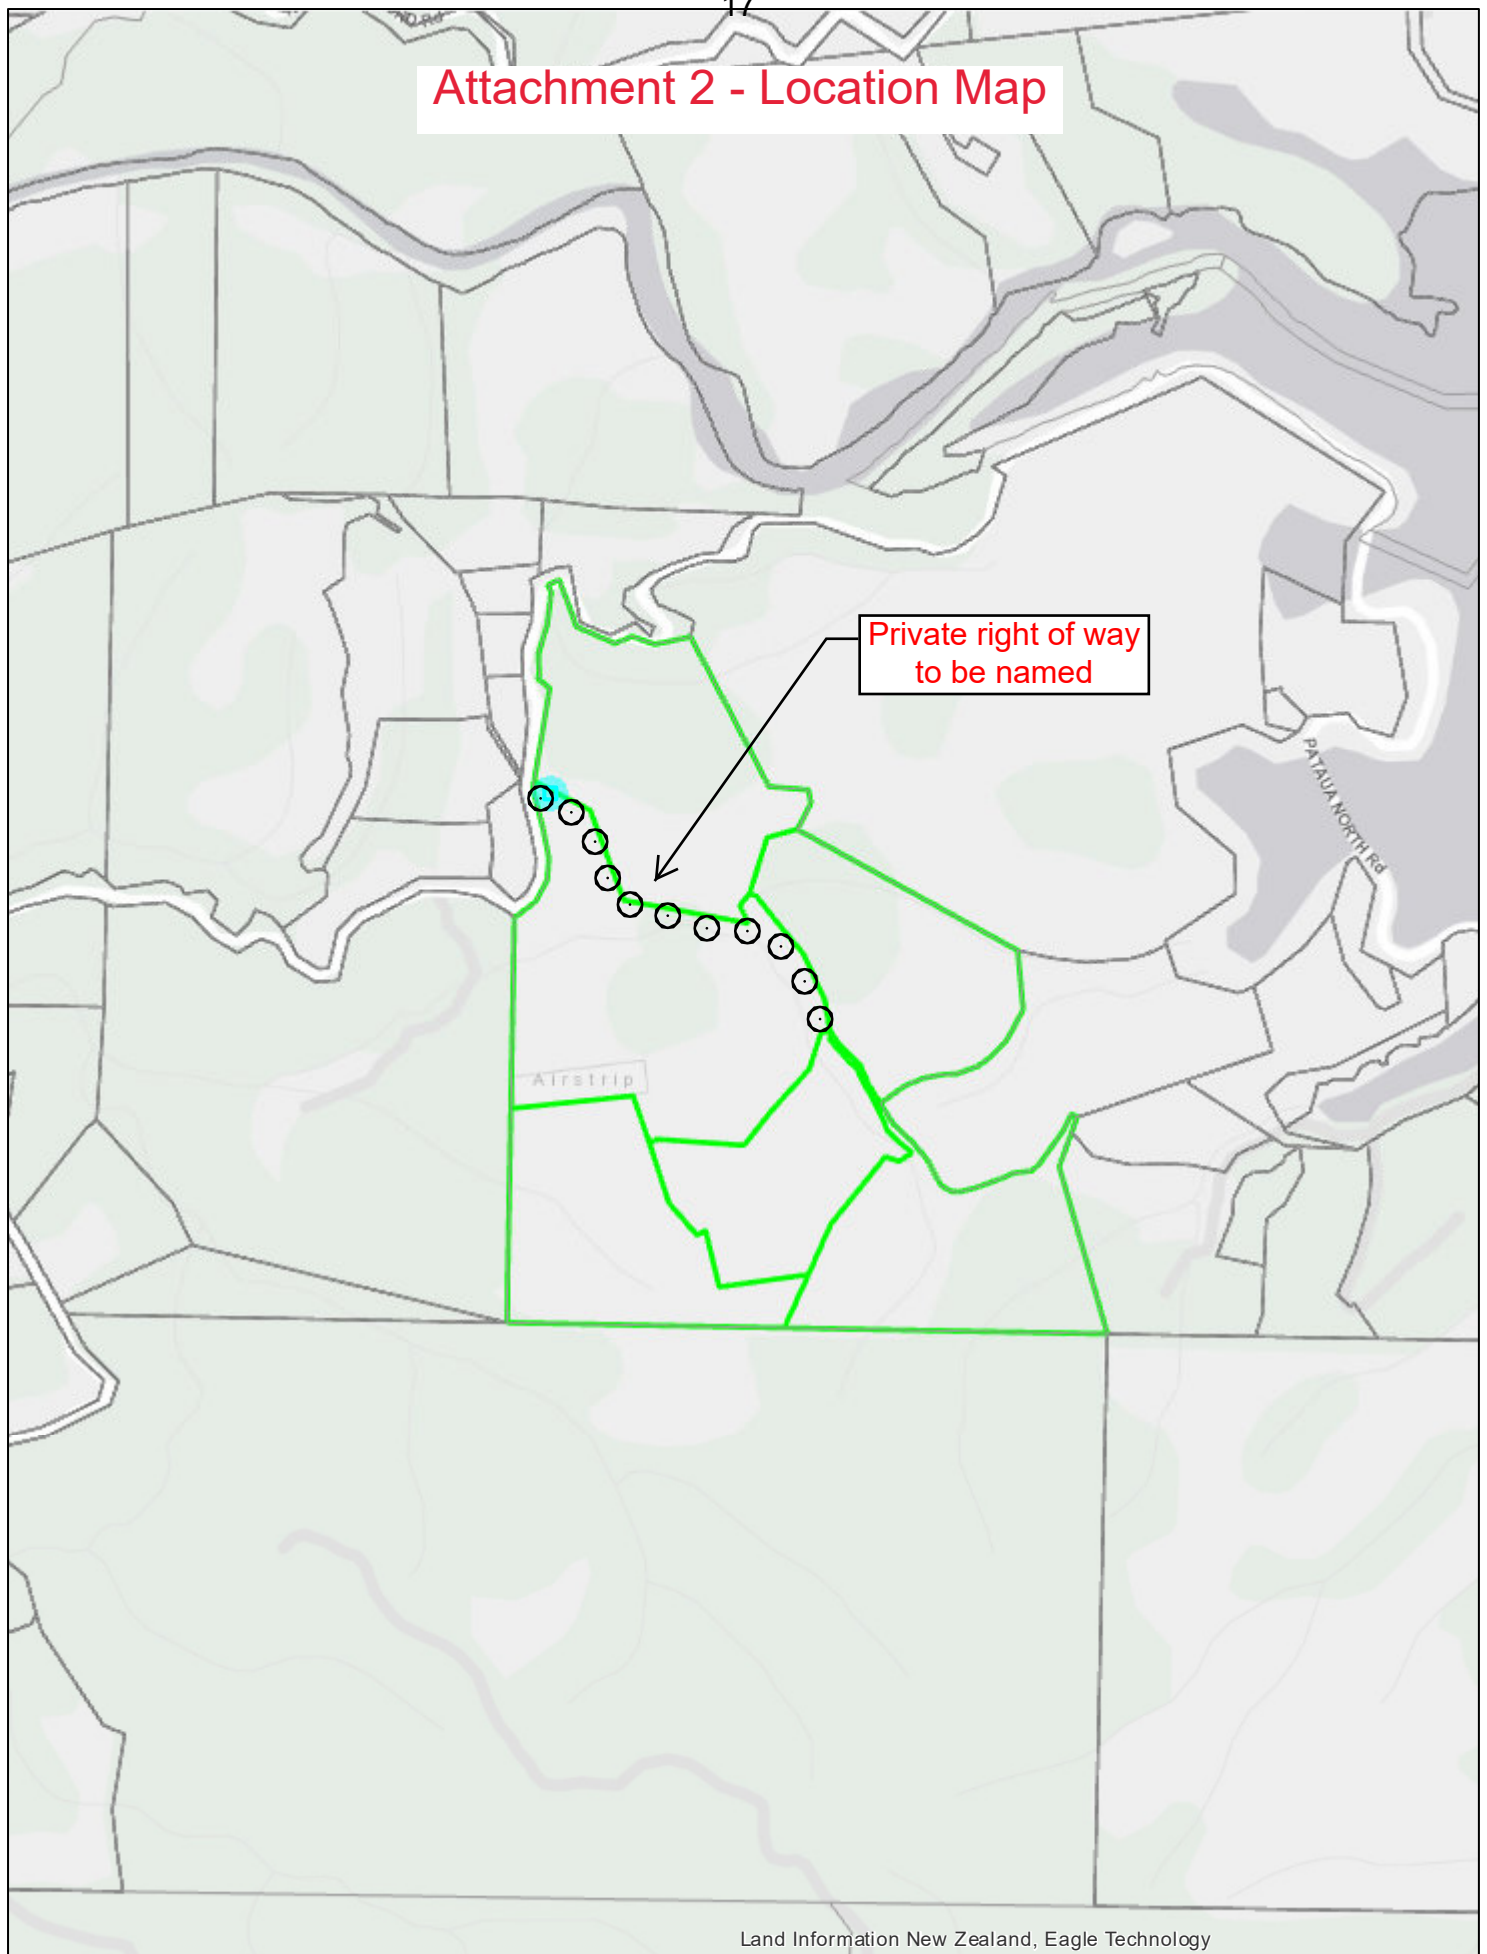 17
Attachment 2 - Location Map
Private right of way
to be named
PATAUA NORTH Rd
Airstrip
Land Information New Zealand, Eagle Technology